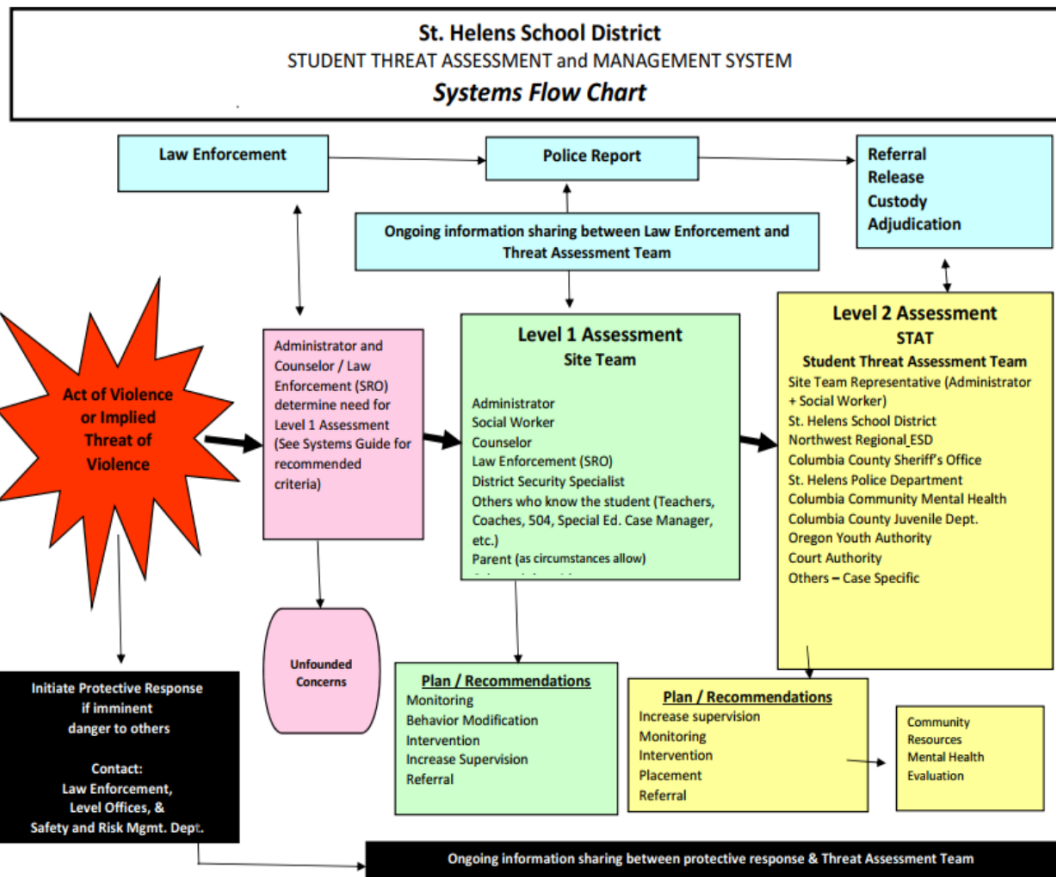 St. Helens School District
STUDENT THREAT ASSESSMENT and MANAGEMENT SYSTEM
Systems Flow Chart
Law Enforcement
Police Report
Referral
Release
Custody
Adjudication
Ongoing information sharing between Law Enforcement and
Threat Assessment Team
Act of Violence
or Implied
Threat of
Violence
Administrator and
Counselor / Law
Enforcement (SRO)
determine need for
Level 1 Assessment
(See Systems Guide for
recommended
criteria)
Level 1 Assessment
Site Team
Administrator
Social Worker
Counselor
Law Enforcement (SRO)
District Security Specialist
Others who know the student (Teachers,
Coaches, 504, Special Ed. Case Manager,
etc.)
Parent (as circumstances allow)
Level 2 Assessment
STAT
Student Threat Assessment Team
Site Team Representative (Administrator
+ Social Worker)
St. Helens School District
Northwest Regional ESD
Columbia County Sheriff's Office
St. Helens Police Department
Columbia Community Mental Health
Columbia County Juvenile Dept.
Oregon Youth Authority
Court Authority
Others – Case Specific
Unfounded
Concerns
Initiate Protective Response
if imminent
danger to others
Contact:
Law Enforcement,
Level Offices, &
Safety and Risk Mgmt. Dept.
Plan / Recommendations
Monitoring
Behavior Modification
Intervention
Increase Supervision
Referral
Plan / Recommendations
Increase supervision
Monitoring
Intervention
Placement
Referral
Community
Resources
Mental Health
Evaluation
Ongoing information sharing between protective response & Threat Assessment Team